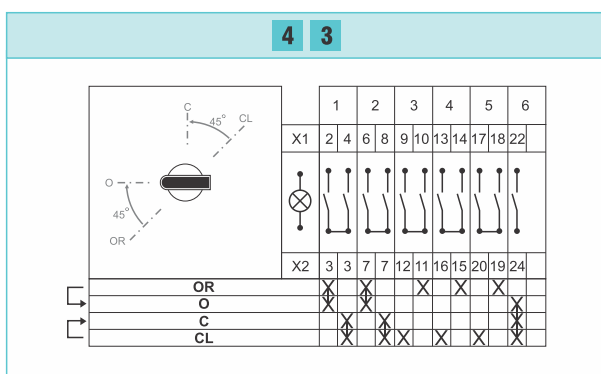 4 3
1 2 3 4 5 6
C
45° CL
X1 2 4 6 8 9 10 13 14 17 18 22
O
45°
OR
X2 3 3 7 7 12 11 16 15 20 19 24
OR X X X X X
O X X X
C X X X
CL X X X X X X